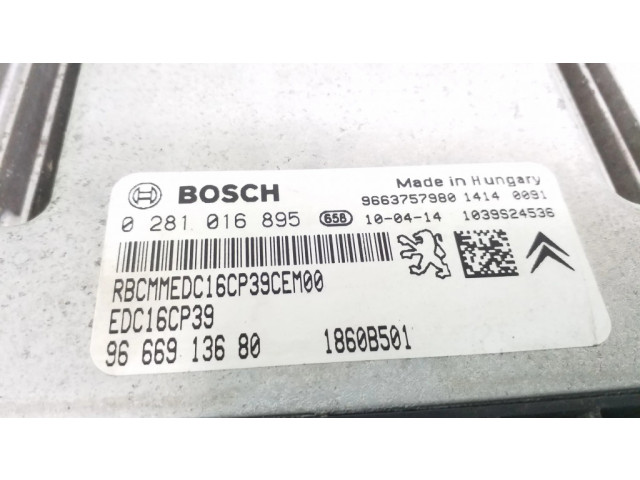 BOSCH
Made in Hungary
9663757980 1414 0091
0 281 016 895 656 10-04-14 1039S24536
RBCMMEDC16CP39CEM00
EDC16CP39
96 669 136 80 1860B501